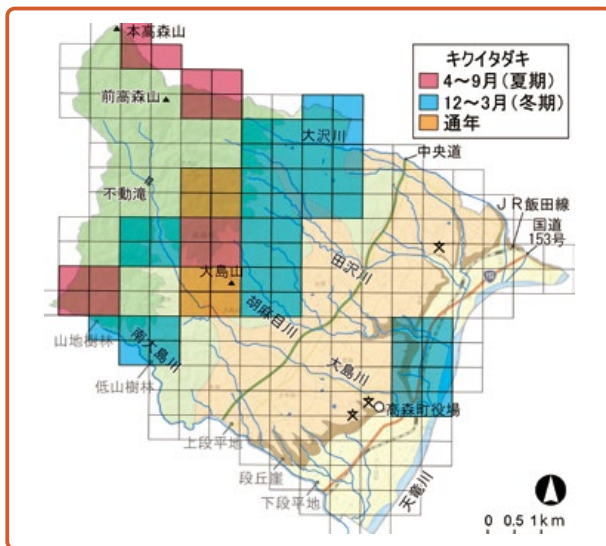 本高森山
キクイタダキ
4～9月(夏期)
12～3月(冬期)
通年
前高森山
大沢川
中央道
不動滝
JR飯田線
国道
153号
田沢川
大島山
胡麻目川
山地樹林
南大島川
大島川
低山樹林
高森町役場
上段平地
段丘崖
下段平地
天竜川
0 0.5 1km